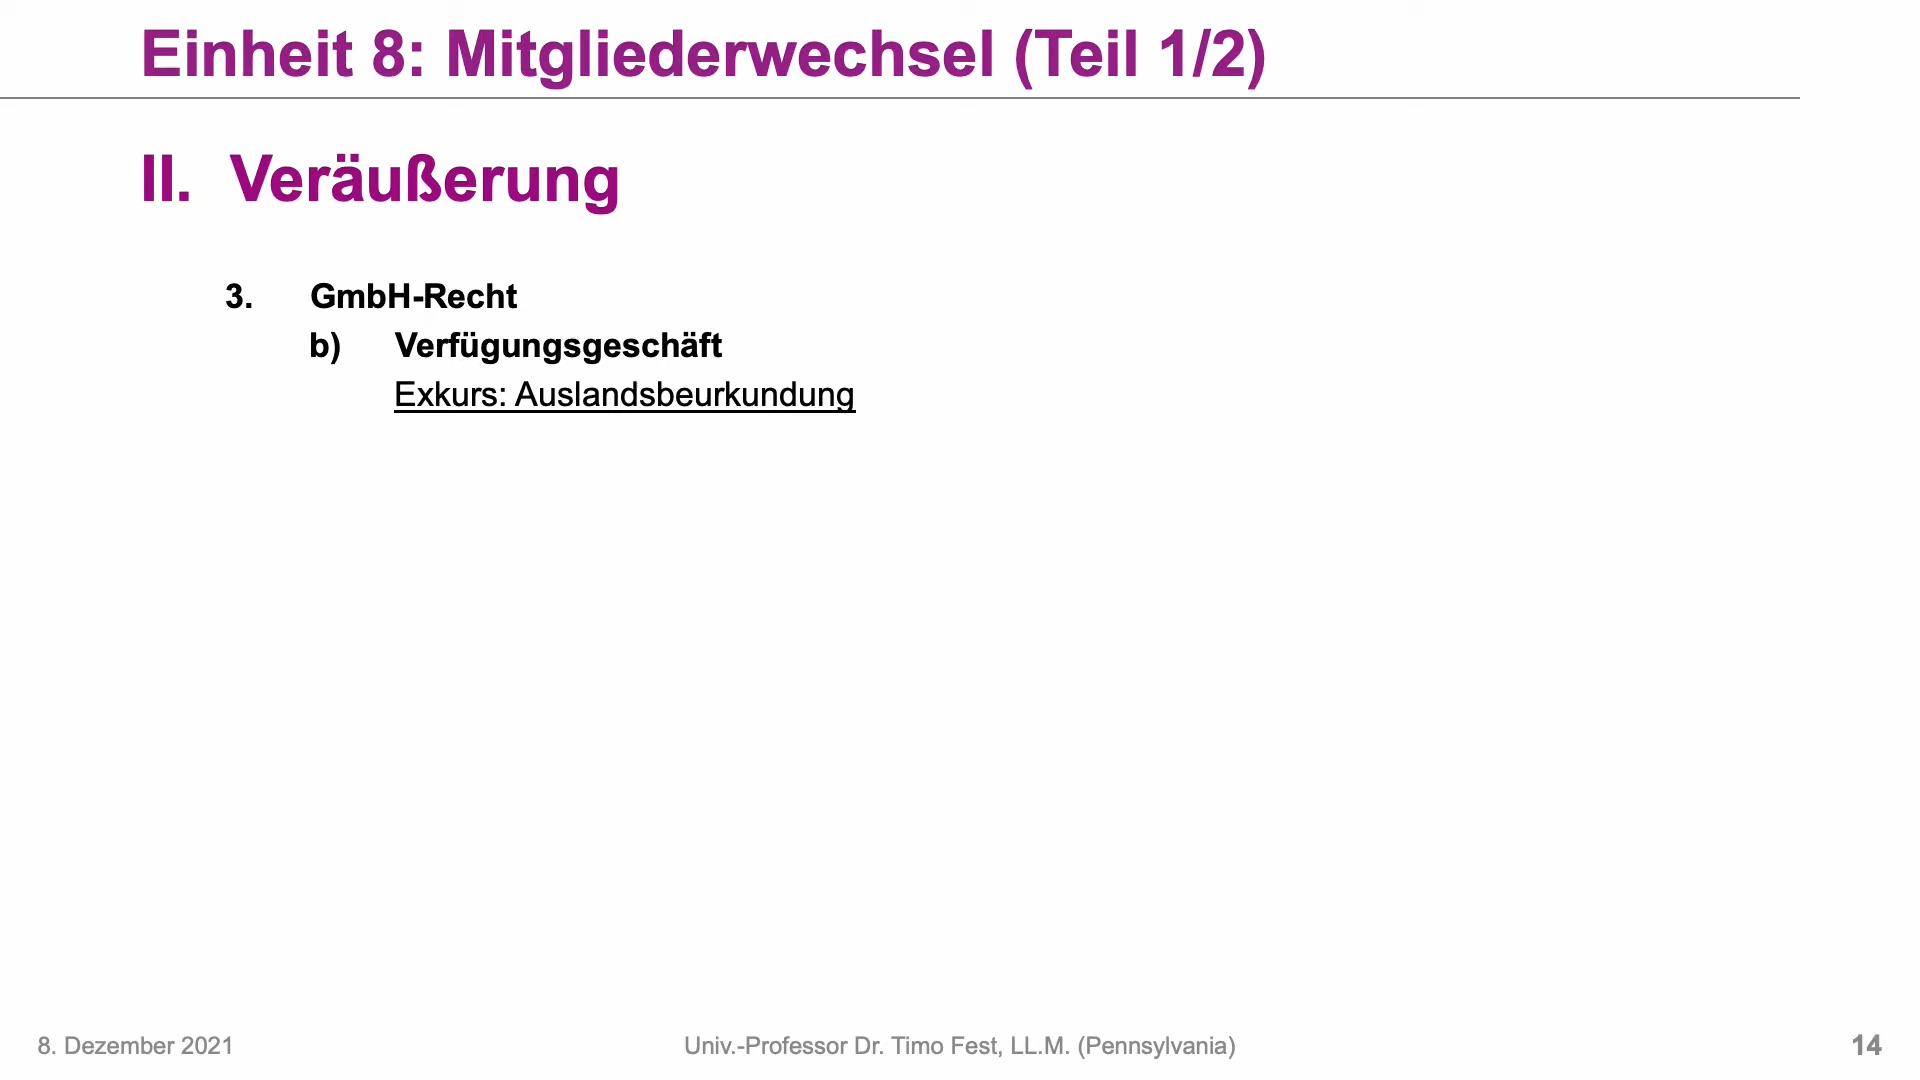 Einheit 8: Mitgliederwechsel (Teil 1/2)
II. Veräußerung
3. GmbH-Recht
b) Verfügungsgeschäft
Exkurs: Auslandsbeurkundung
8. Dezember 2021 Univ.-Professor Dr. Timo Fest, LL.M. (Pennsylvania) 14